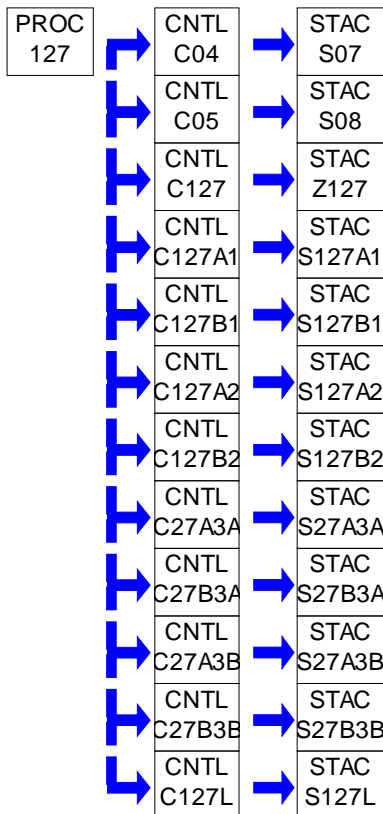 PROC
127
CNTL
C04
STAC
S07
CNTL
C05
STAC
S08
CNTL
C127
STAC
Z127
CNTL
C127A1
STAC
S127A1
CNTL
C127B1
STAC
S127B1
CNTL
C127A2
STAC
S127A2
CNTL
C127B2
STAC
S127B2
CNTL
C27A3A
STAC
S27A3A
CNTL
C27B3A
STAC
S27B3A
CNTL
C27A3B
STAC
S27A3B
CNTL
C27B3B
STAC
S27B3B
CNTL
C127L
STAC
S127L